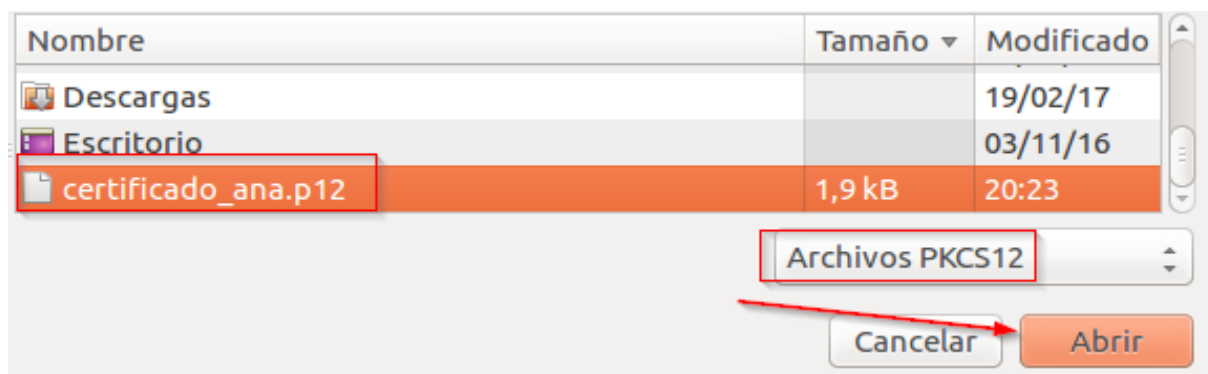 Nombre Tamaño Modificado
Descargas 19/02/17
Escritorio 03/11/16
certificado_ana.p12 1,9 kB 20:23
Archivos PKCS12
Cancelar Abrir